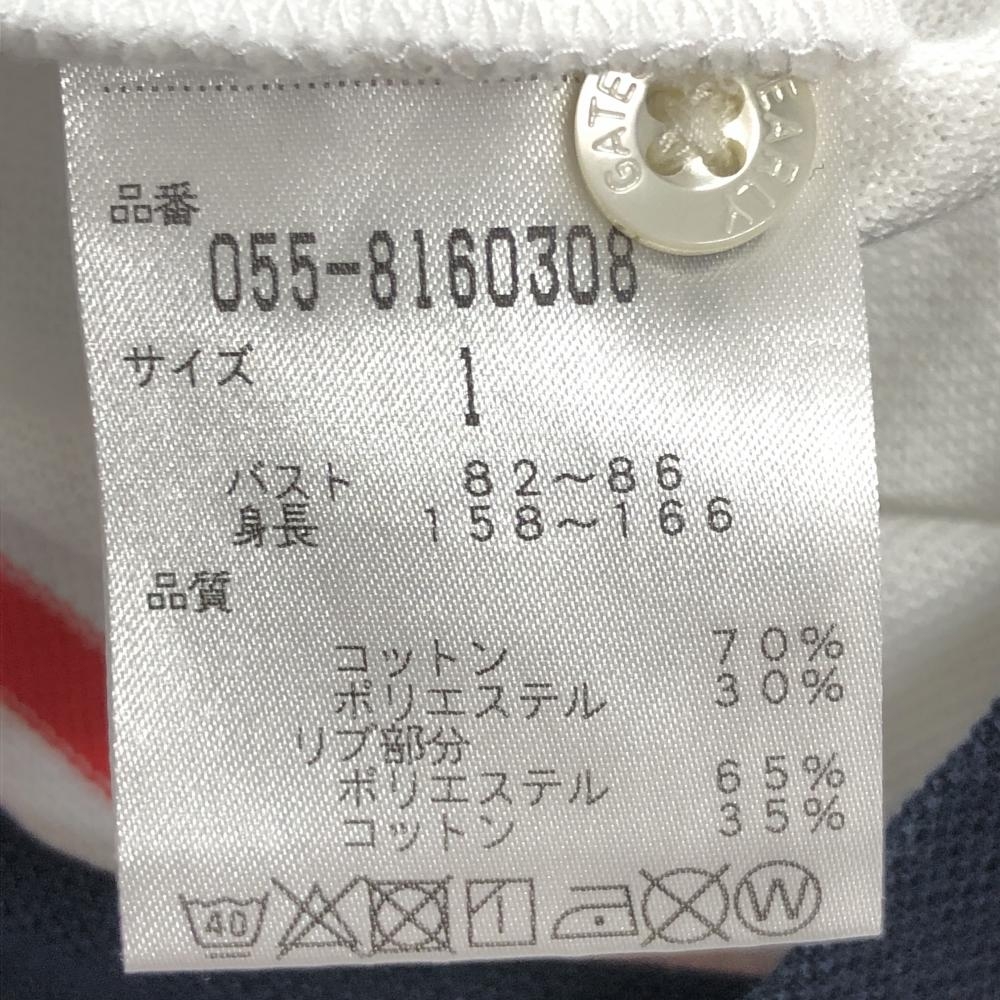 GATE
品番
055-8160308
サイズ 1
バスト 82～86
身長 158～166
品質
コットン 70%
ポリエステル 30%
リブ部分
ポリエステル 65%
コットン 35%
40
W